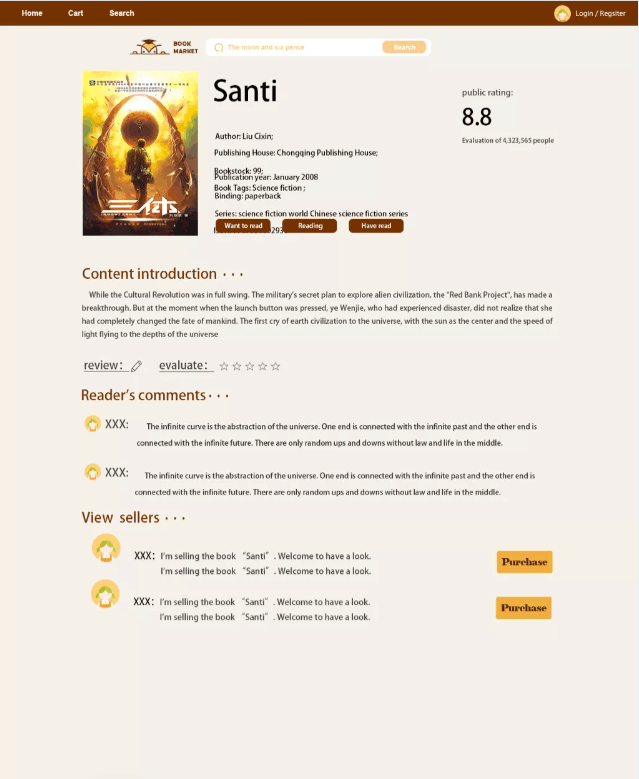 Home Cart Search Login / Regsiter
BOOK
MARKET
The moon and six pence Search
三体
Santi
public rating:
8.8
Evaluation of 4,323,565 people
Author: Liu Cixin;
Publishing House: Chongqing Publishing House;
Bookstock: 99;
Publication year: January 2008
Book Tags: Science fiction ;
Binding: paperback
Series: science fiction world Chinese science fiction series
Want to read Reading Have read
Content introduction · · ·
While the Cultural Revolution was in full swing. The military's secret plan to explore alien civilization, the "Red Bank Project", has made a
breakthrough. But at the moment when the launch button was pressed, ye Wenjie, who had experienced disaster, did not realize that she
had completely changed the fate of mankind. The first cry of earth civilization to the universe, with the sun as the center and the speed of
light flying to the depths of the universe
review: evaluate: ☆ ☆ ☆ ☆ ☆
Reader's comments · · ·
XXX: The infinite curve is the abstraction of the universe. One end is connected with the infinite past and the other end is
connected with the infinite future. There are only random ups and downs without law and life in the middle.
XXX: The infinite curve is the abstraction of the universe. One end is connected with the infinite past and the other end is
connected with the infinite future. There are only random ups and downs without law and life in the middle.
View sellers · · ·
XXX: I'm selling the book “Santi”. Welcome to have a look.
I'm selling the book “Santi”. Welcome to have a look.
Purchase
XXX: I'm selling the book “Santi”. Welcome to have a look.
I'm selling the book “Santi”. Welcome to have a look.
Purchase